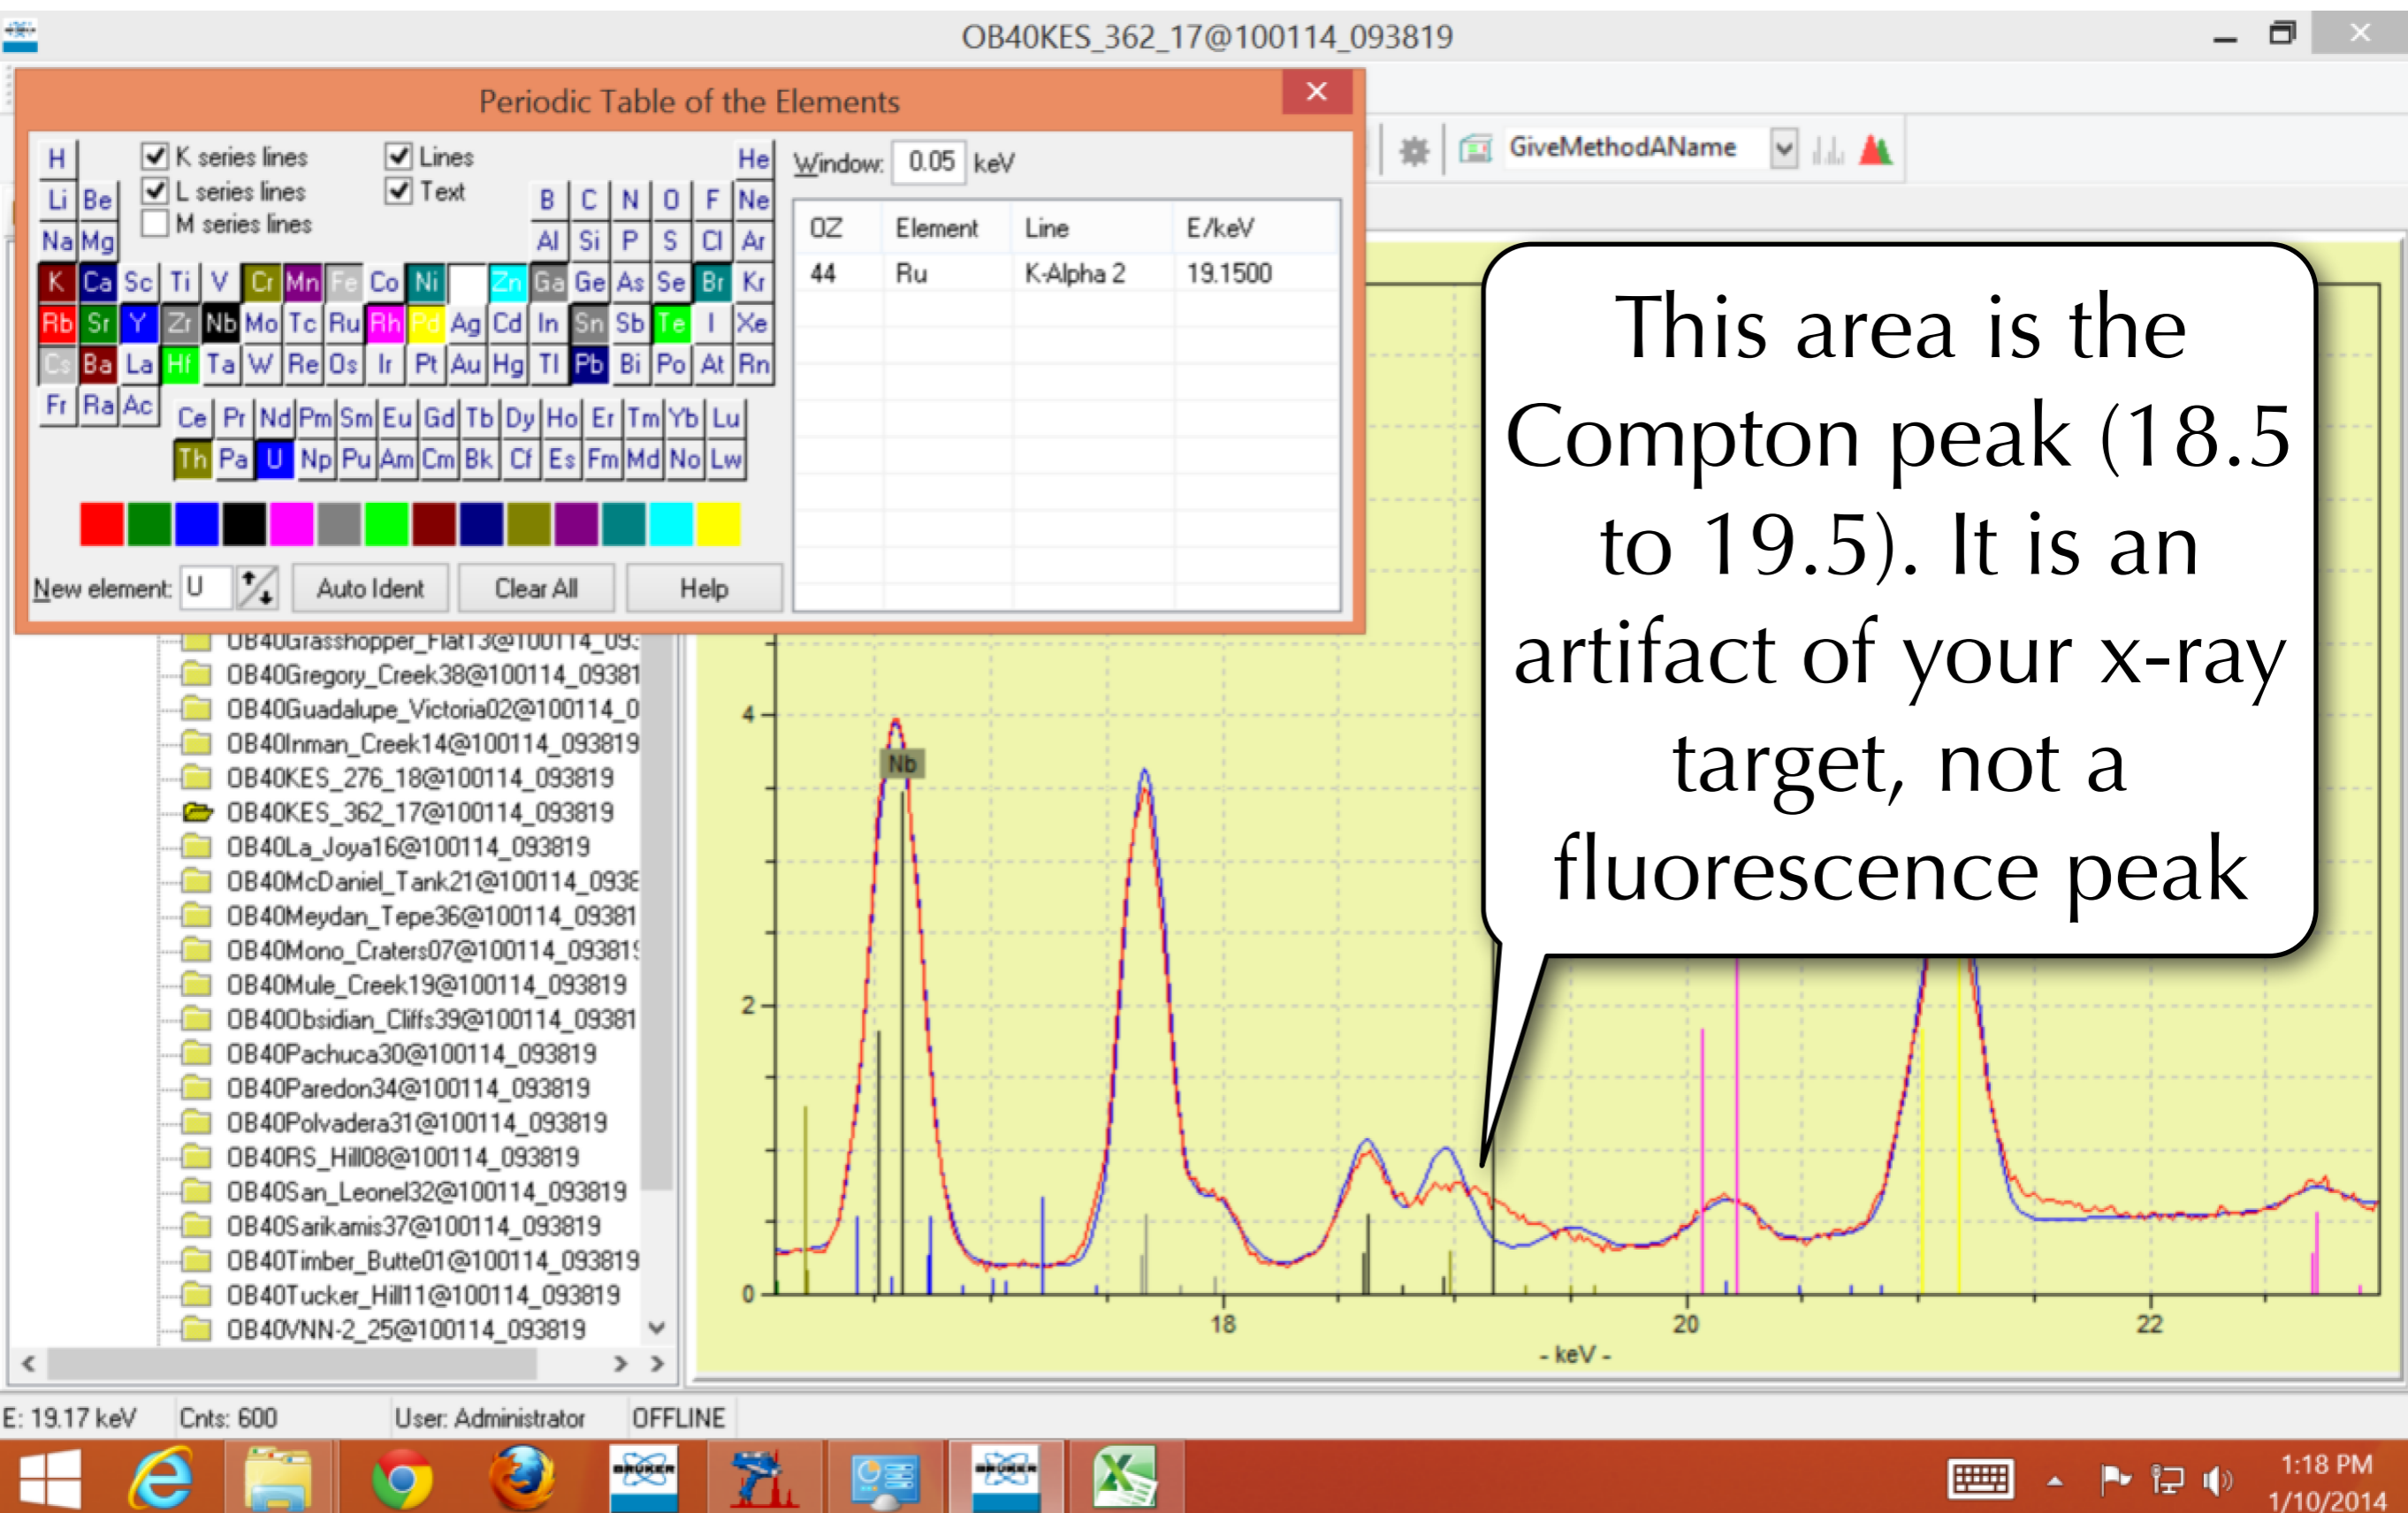 OB40KES_362_17@100114_093819
Periodic Table of the Elements
K series lines
Lines
L series lines
Text
M series lines
H He
Li Be B C N O F Ne
Na Mg Al Si P S Cl Ar
K Ca Sc Ti V Cr Mn Fe Co Ni Zn Ga Ge As Se Br Kr
Rb Sr Y Zr Nb Mo Tc Ru Rh Pd Ag Cd In Sn Sb Te I Xe
Cs Ba La Hf Ta W Re Os Ir Pt Au Hg Tl Pb Bi Po At Rn
Fr Ra Ac
Ce Pr Nd Pm Sm Eu Gd Tb Dy Ho Er Tm Yb Lu
Th Pa U Np Pu Am Cm Bk Cf Es Fm Md No Lw
New element: U Auto Ident Clear All Help
Window: 0.05 keV
OZ Element Line E/keV
44 Ru K-Alpha 2 19.1500
GiveMethodAName
This area is the
Compton peak (18.5
to 19.5). It is an
artifact of your x-ray
target, not a
fluorescence peak
OB40Grasshopper_Flat13@100114_093
OB40Gregory_Creek38@100114_09381
OB40Guadalupe_Victoria02@100114_0
OB40Inman_Creek14@100114_093819
OB40KES_276_18@100114_093819
OB40KES_362_17@100114_093819
OB40La_Joya16@100114_093819
OB40McDaniel_Tank21@100114_0938
OB40Meydan_Tepe36@100114_09381
OB40Mono_Craters07@100114_093819
OB40Mule_Creek19@100114_093819
OB40Obsidian_Cliffs39@100114_09381
OB40Pachuca30@100114_093819
OB40Paredon34@100114_093819
OB40Polvadera31@100114_093819
OB40RS_Hill08@100114_093819
OB40San_Leonel32@100114_093819
OB40Sarikamis37@100114_093819
OB40Timber_Butte01@100114_093819
OB40Tucker_Hill11@100114_093819
OB40VNN-2_25@100114_093819
4
2
0
Nb
18 20 22
- keV -
E: 19.17 keV Cnts: 600 User: Administrator OFFLINE
BRUKER
BRUKER
1:18 PM
1/10/2014